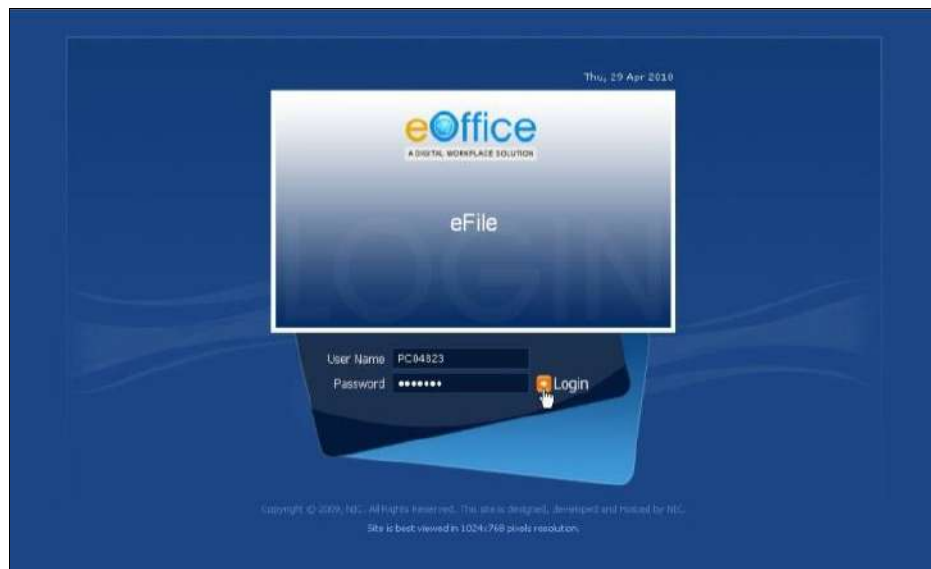 Thu, 29 Apr 2010
eOffice
A DIGITAL WORKPLACE SOLUTION
LOGIN
eFile
User Name PC04823
Password •••••••
Login
Copyright © 2009, NIC. All Rights Reserved. This site is designed, developed and Hosted by NIC.
Site is best viewed in 1024x768 pixels resolution.